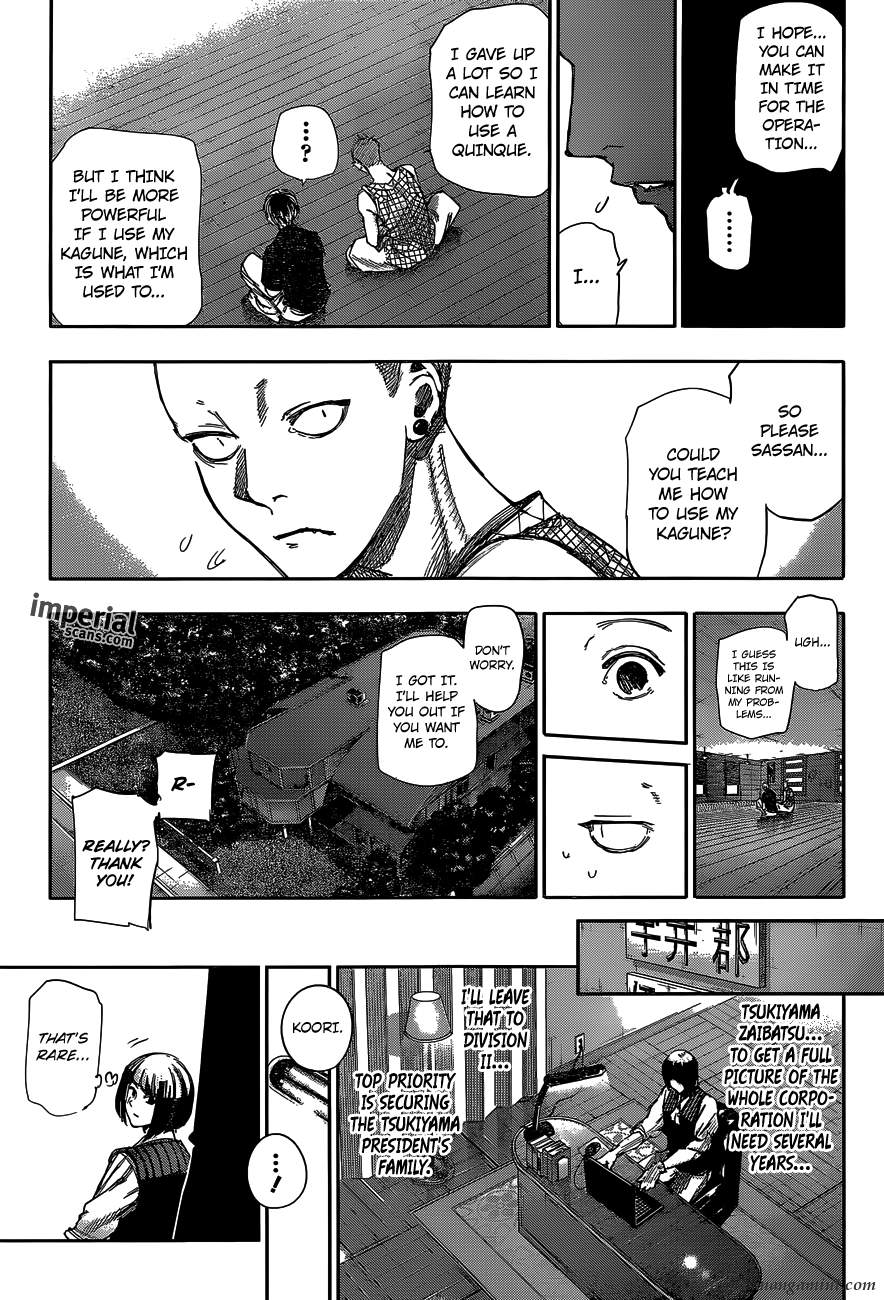 I HOPE...
YOU CAN
MAKE IT
IN TIME
FOR THE
OPERA-
TION...
......
I...
I GAVE UP
A LOT SO I
CAN LEARN
HOW TO
USE A
QUINQUE.
...?
BUT I THINK
I'LL BE MORE
POWERFUL
IF I USE MY
KAGUNE, WHICH
IS WHAT I'M
USED TO...
SO
PLEASE
SASSAN...
COULD
YOU TEACH
ME HOW
TO USE MY
KAGUNE?
UGH...
I GUESS
THIS IS
LIKE RUN-
NING FROM
MY PROB-
LEMS...
DON'T
WORRY.
I GOT IT.
I'LL HELP
YOU OUT IF
YOU WANT
ME TO.
R-
REALLY?
THANK
YOU!
imperial
scans.com
宇井郡
TSUKIYAMA
ZAIBATSU...
TO GET A FULL
PICTURE OF THE
WHOLE CORPO-
RATION I'LL
NEED SEVERAL
YEARS...
I'LL LEAVE
THAT TO
DIVISION
II...
TOP PRIORITY
IS SECURING
THE TSUKIYAMA
PRESIDENT'S
FAMILY.
KOORI.
...!
THAT'S
RARE...